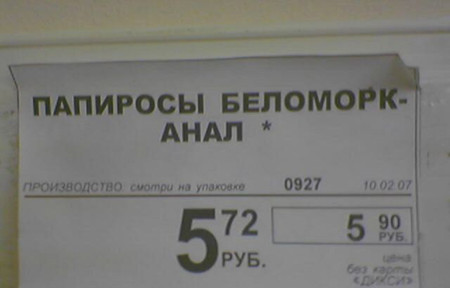 ПАПИРОСЫ БЕЛОМОРК-
АНАЛ *
ПРОИЗВОДСТВО смотри на упаковке 0927 10.02.07
5 72 РУБ.
5 90 РУБ.
цена
без карты
«ДИКСИ»